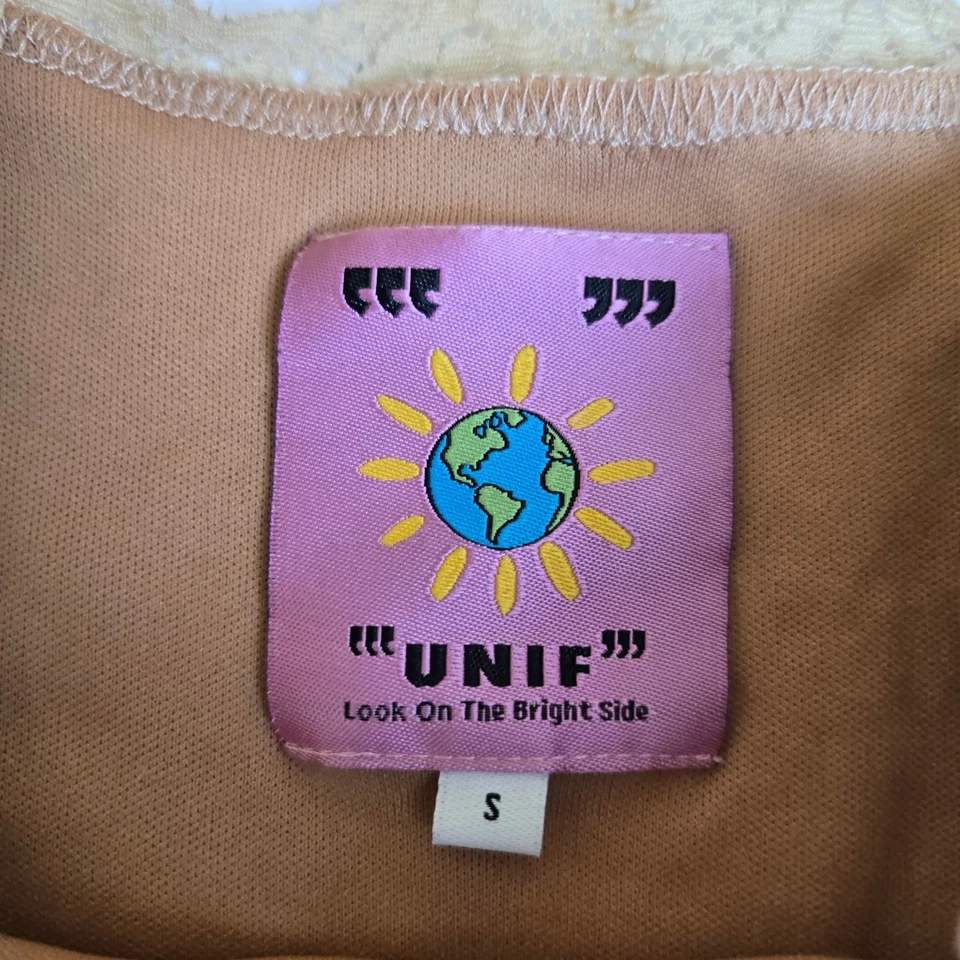 ““‘ ’””
““‘UNIF’””
Look On The Bright Side
S